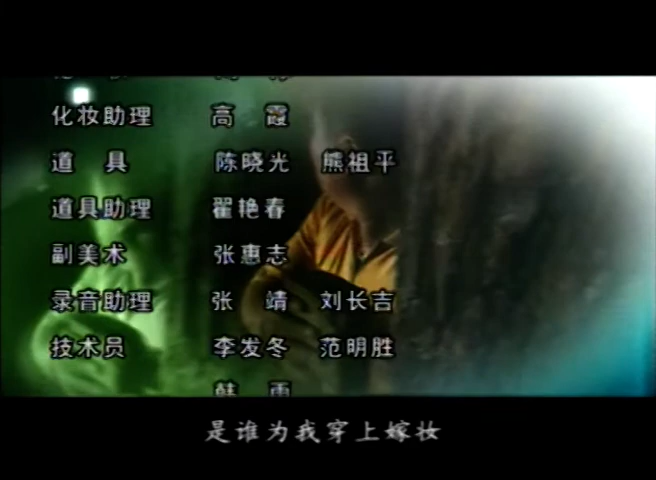 化妆助理 高霞
道具 陈晓光 熊祖平
道具助理 翟艳春
副美术 张惠志
录音助理 张靖 刘长吉
技术员 李发冬 范明胜
韩雨
是谁为我穿上嫁妆